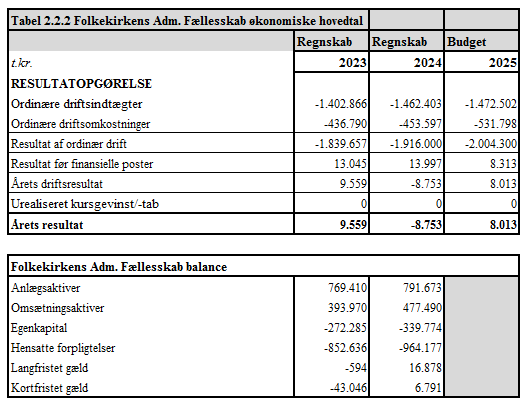 Tabel 2.2.2 Folkekirkens Adm. Fællesskab økonomiske hovedtal
Regnskab Regnskab Budget
t.kr. 2023 2024 2025
RESULTATOPGØRELSE
Ordinære driftsindtægter -1.402.866 -1.462.403 -1.472.502
Ordinære driftsomkostninger -436.790 -453.597 -531.798
Resultat af ordinær drift -1.839.657 -1.916.000 -2.004.300
Resultat før finansielle poster 13.045 13.997 8.313
Årets driftsresultat 9.559 -8.753 8.013
Urealiseret kursgevinst/-tab 0 0 0
Årets resultat 9.559 -8.753 8.013
Folkekirkens Adm. Fællesskab balance
Anlægsaktiver 769.410 791.673
Omsætningsaktiver 393.970 477.490
Egenkapital -272.285 -339.774
Hensatte forpligtelser -852.636 -964.177
Langfristet gæld -594 16.878
Kortfristet gæld -43.046 6.791